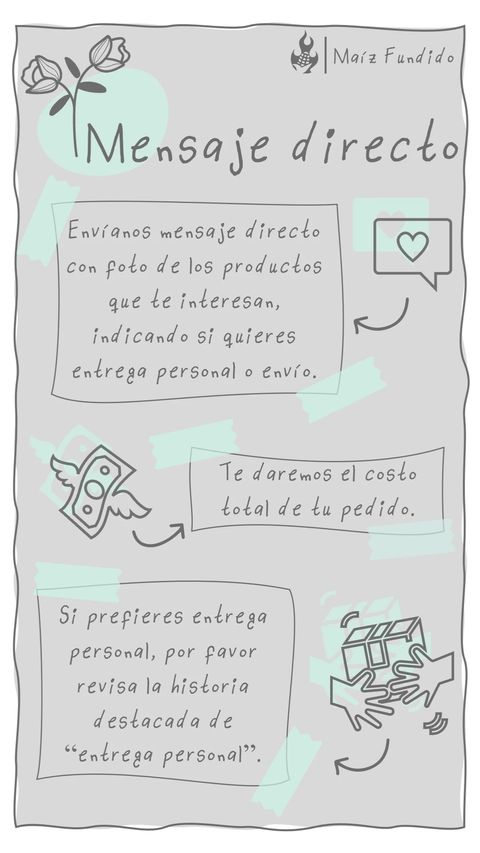 Maíz Fundido
Mensaje directo
Envíanos mensaje directo
con foto de los productos
que te interesan,
indicando si quieres
entrega personal o envío.
Te daremos el costo
total de tu pedido.
Si prefieres entrega
personal, por favor
revisa la historia
destacada de
“entrega personal”.